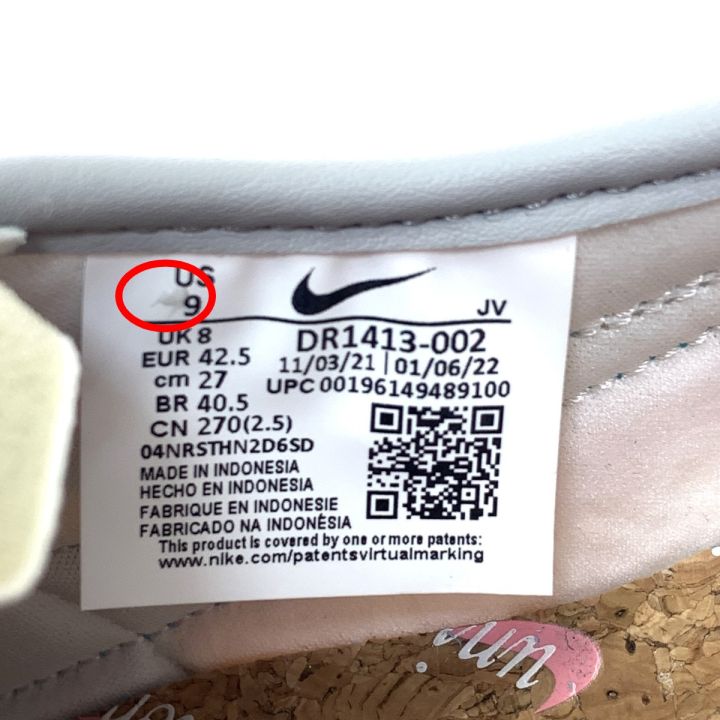 US
9
JV
UK 8
DR1413-002
EUR 42.5
11/03/21 | 01/06/22
cm 27
UPC 00196149489100
BR 40.5
CN 270(2.5)
04NRSTHN2D6SD
MADE IN INDONESIA
HECHO EN INDONESIA
FABRIQUE EN INDONESIE
FABRICADO NA INDONÉSIA
This product is covered by one or more patents:
www.nike.com/patentsvirtualmarking